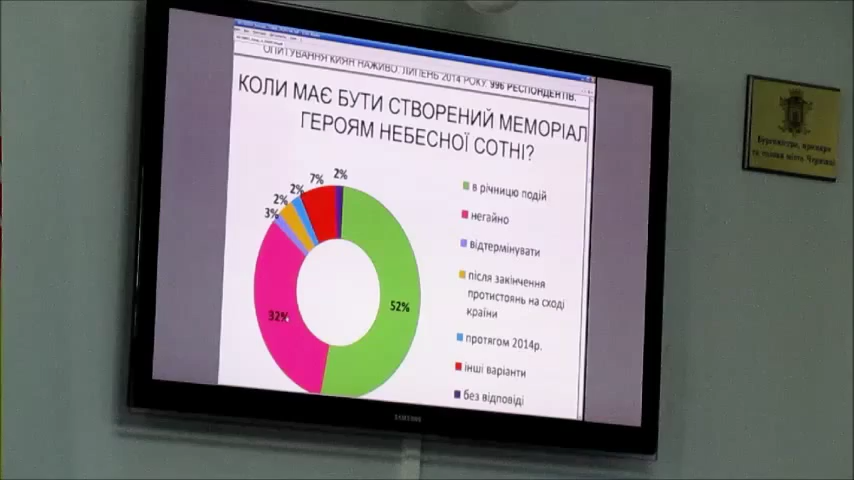 ОПИТУВАННЯ КИЯН НАЖИВО. ЛИПЕНЬ 2014 РОКУ. 996 РЕСПОНДЕНТІВ.
КОЛИ МАЄ БУТИ СТВОРЕНИЙ МЕМОРІАЛ
ГЕРОЯМ НЕБЕСНОЇ СОТНІ?
2%
7%
2%
2%
3%
52%
32%
в річницю подій
негайно
відтермінувати
після закінчення
протистоянь на сході
країни
протягом 2014р.
інші варіанти
без відповіді
SAMSUNG